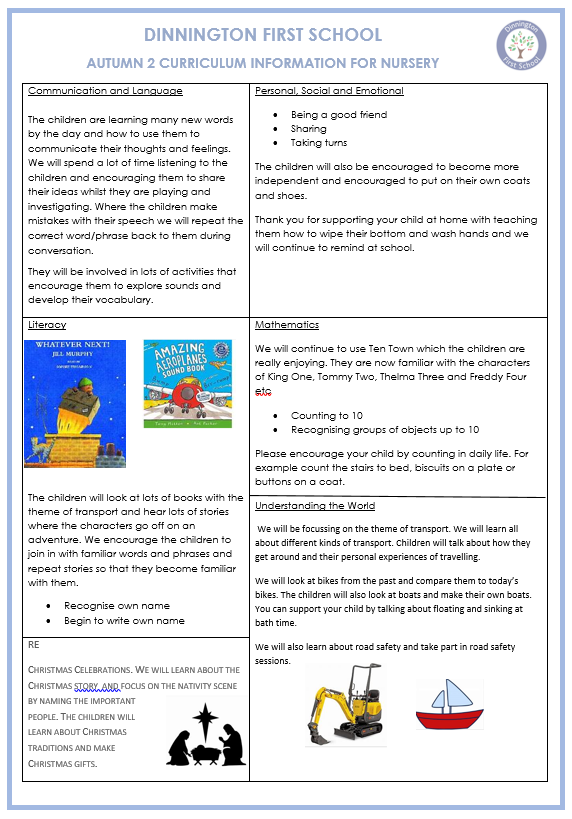 DINNINGTON FIRST SCHOOL
AUTUMN 2 CURRICULUM INFORMATION FOR NURSERY
Dinnington
First School
Communication and Language
The children are learning many new words
by the day and how to use them to
communicate their thoughts and feelings.
We will spend a lot of time listening to the
children and encouraging them to share
their ideas whilst they are playing and
investigating. Where the children make
mistakes with their speech we will repeat the
correct word/phrase back to them during
conversation.
They will be involved in lots of activities that
encourage them to explore sounds and
develop their vocabulary.
Personal, Social and Emotional
• Being a good friend
• Sharing
• Taking turns
The children will also be encouraged to become more
independent and encouraged to put on their own coats
and shoes.
Thank you for supporting your child at home with teaching
them how to wipe their bottom and wash hands and we
will continue to remind at school.
Literacy
WHATEVER NEXT!
JILL MURPHY
AMAZING
AEROPLANES
SOUND BOOK
The children will look at lots of books with the
theme of transport and hear lots of stories
where the characters go off on an
adventure. We encourage the children to
join in with familiar words and phrases and
repeat stories so that they become familiar
with them.
• Recognise own name
• Begin to write own name
Mathematics
We will continue to use Ten Town which the children are
really enjoying. They are now familiar with the characters
of King One, Tommy Two, Thelma Three and Freddy Four
etc
• Counting to 10
• Recognising groups of objects up to 10
Please encourage your child by counting in daily life. For
example count the stairs to bed, biscuits on a plate or
buttons on a coat.
Understanding the World
We will be focussing on the theme of transport. We will learn all
about different kinds of transport. Children will talk about how they
get around and their personal experiences of travelling.
We will look at bikes from the past and compare them to today's
bikes. The children will also look at boats and make their own boats.
You can support your child by talking about floating and sinking at
bath time.
We will also learn about road safety and take part in road safety
sessions.
RE
CHRISTMAS CELEBRATIONS. WE WILL LEARN ABOUT THE
CHRISTMAS STORY, AND FOCUS ON THE NATIVITY SCENE
BY NAMING THE IMPORTANT
PEOPLE. THE CHILDREN WILL
LEARN ABOUT CHRISTMAS
TRADITIONS AND MAKE
CHRISTMAS GIFTS.